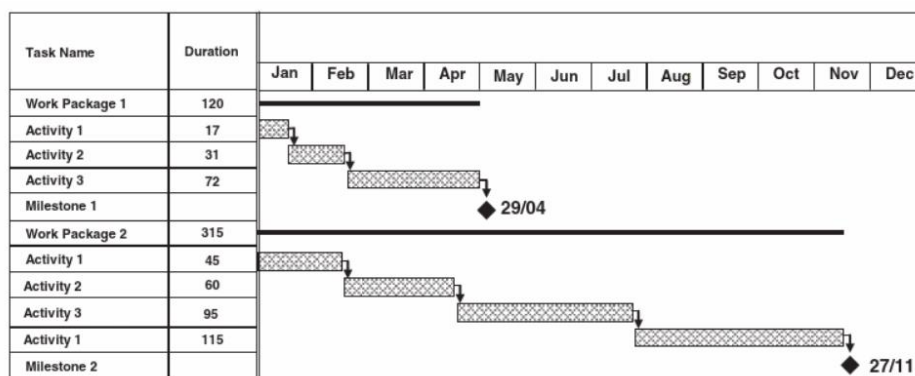 Task Name Duration
Jan Feb Mar Apr May Jun Jul Aug Sep Oct Nov Dec
Work Package 1 120
Activity 1 17
Activity 2 31
Activity 3 72
Milestone 1 29/04
Work Package 2 315
Activity 1 45
Activity 2 60
Activity 3 95
Activity 1 115
Milestone 2 27/11